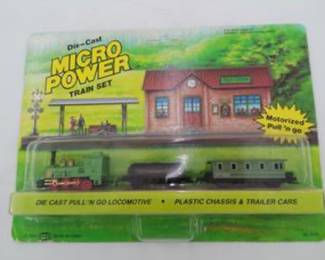 Die-Cast
MICRO
POWER
TRAIN SET
Motorized
Pull 'n go
DIE CAST PULL 'N GO LOCOMOTIVE • PLASTIC CHASSIS & TRAILER CARS